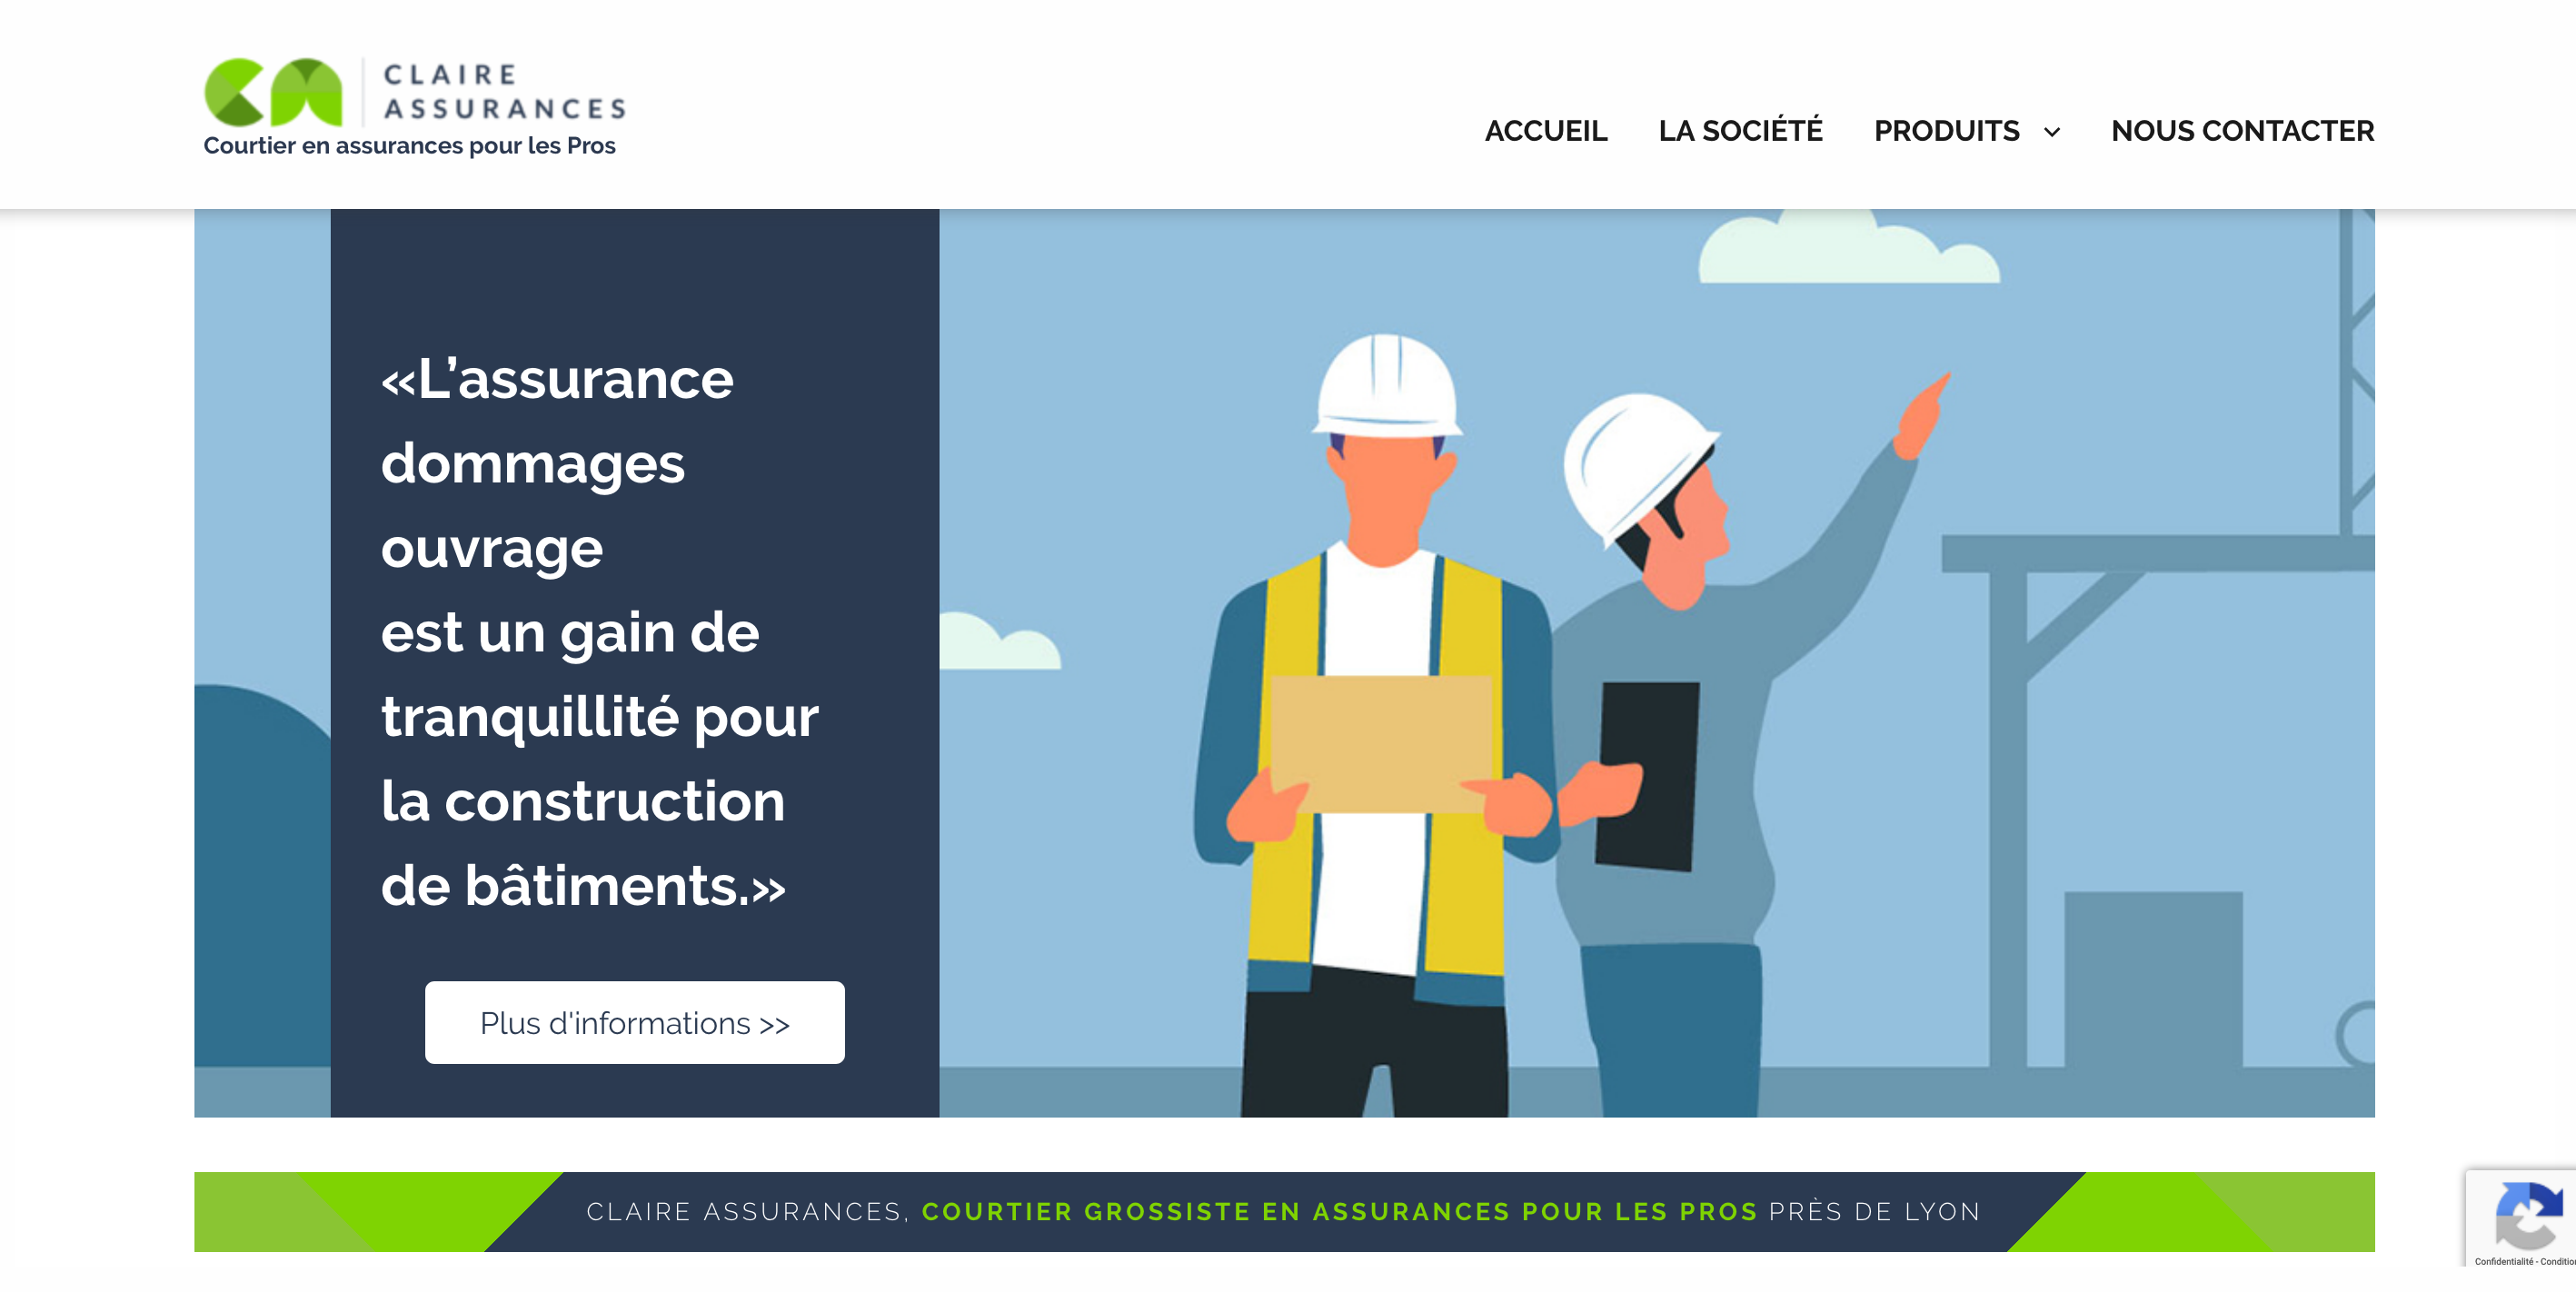 CLAIRE
ASSURANCES
Courtier en assurances pour les Pros
ACCUEIL LA SOCIÉTÉ PRODUITS NOUS CONTACTER
«L’assurance
dommages
ouvrage
est un gain de
tranquillité pour
la construction
de bâtiments.»
Plus d'informations >>
CLAIRE ASSURANCES, COURTIER GROSSISTE EN ASSURANCES POUR LES PROS PRÈS DE LYON
Confidentialité - Condition